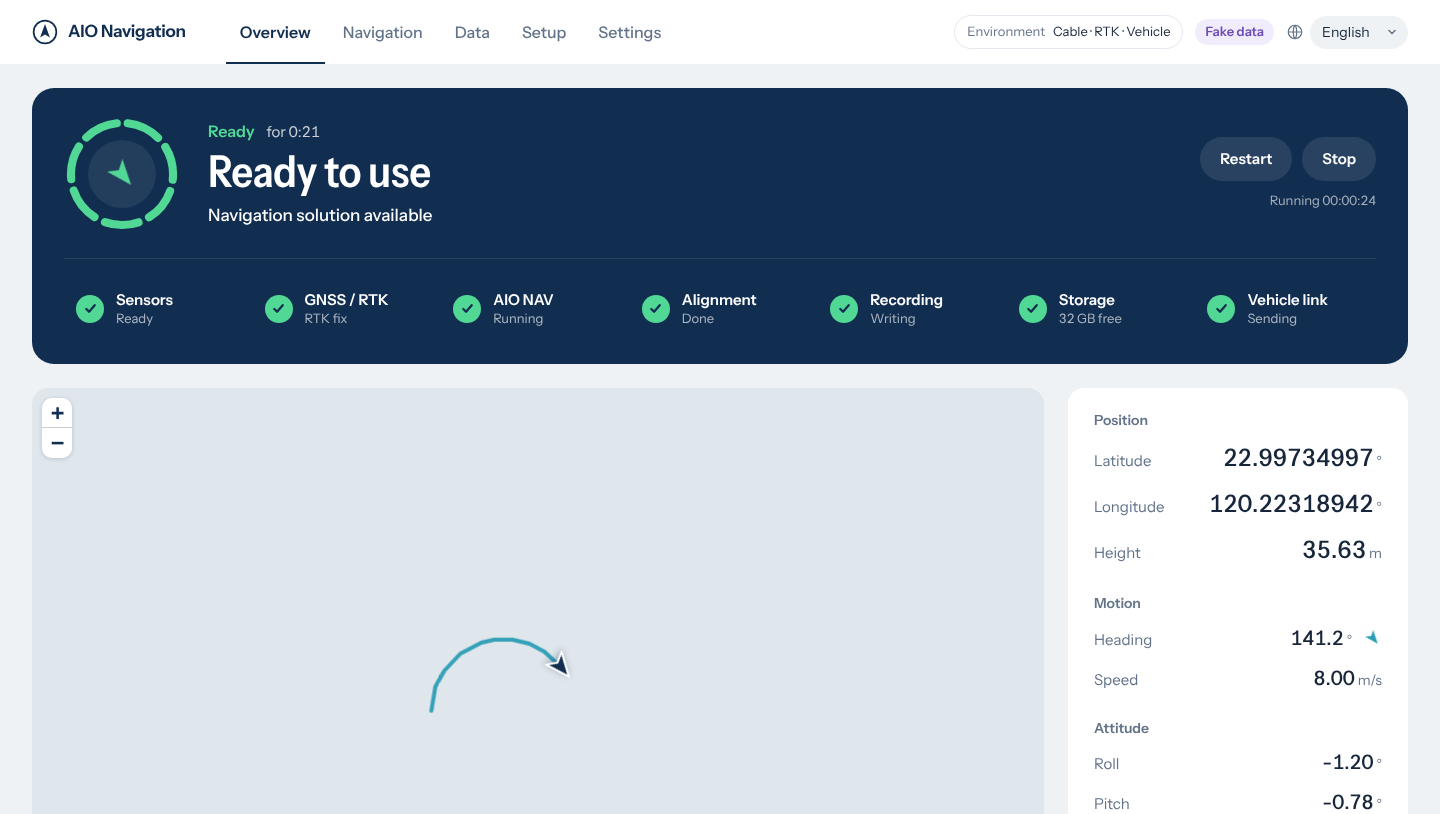 AIO Navigation
Overview
Navigation
Data
Setup
Settings
Environment Cable · RTK · Vehicle
Fake data
English
Ready for 0:21
Ready to use
Navigation solution available
Restart
Stop
Running 00:00:24
Sensors
Ready
GNSS / RTK
RTK fix
AIO NAV
Running
Alignment
Done
Recording
Writing
Storage
32 GB free
Vehicle link
Sending
+
−
Position
Latitude 22.99734997 °
Longitude 120.22318942 °
Height 35.63 m
Motion
Heading 141.2 °
Speed 8.00 m/s
Attitude
Roll -1.20 °
Pitch -0.78 °